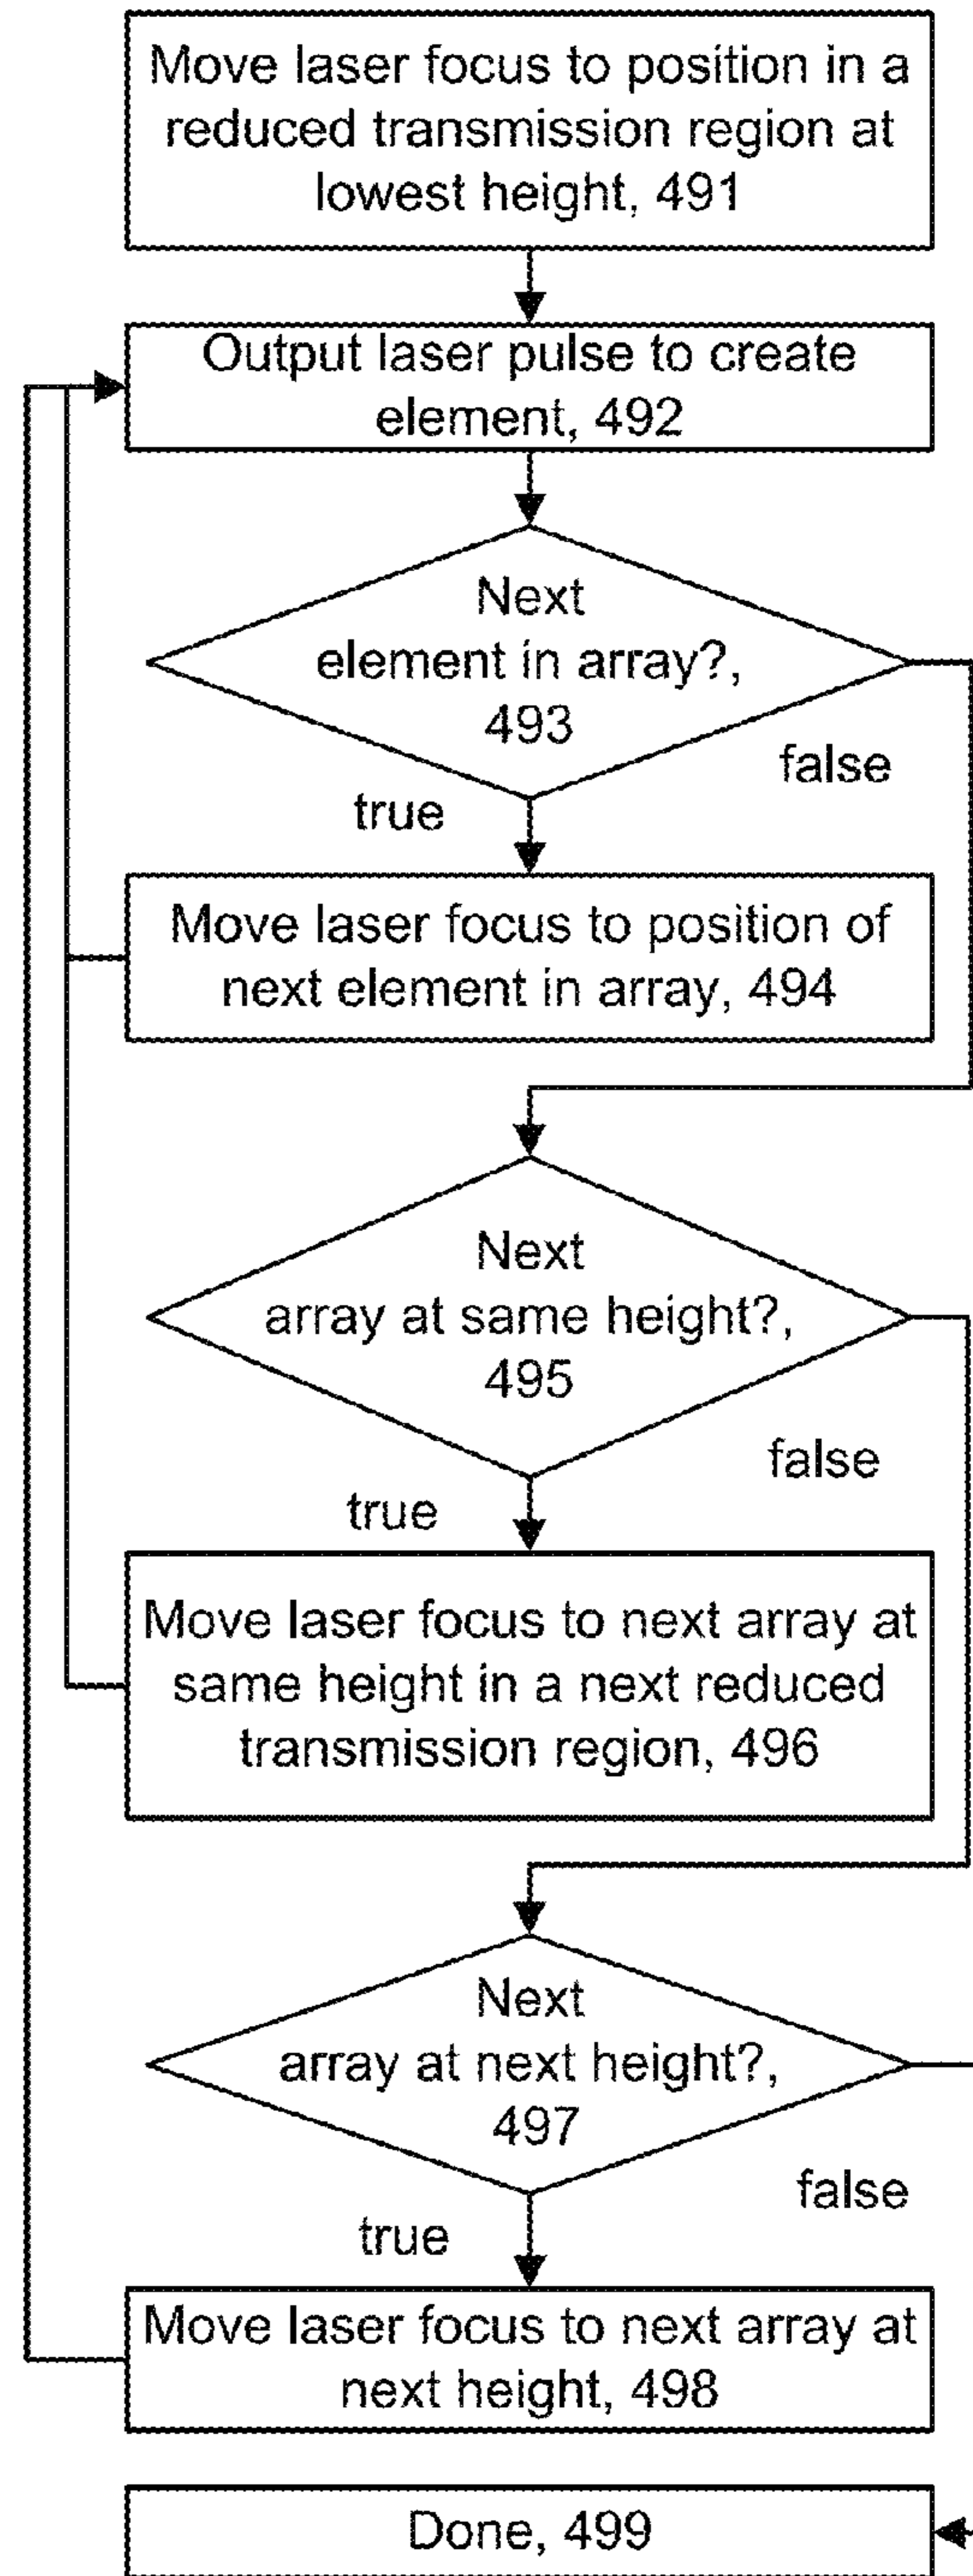 Move laser focus to position in a
reduced transmission region at
lowest height, 491
Output laser pulse to create
element, 492
Next
element in array?,
493
false
true
Move laser focus to position of
next element in array, 494
Next
array at same height?,
495
false
true
Move laser focus to next array at
same height in a next reduced
transmission region, 496
Next
array at next height?,
497
false
true
Move laser focus to next array at
next height, 498
Done, 499